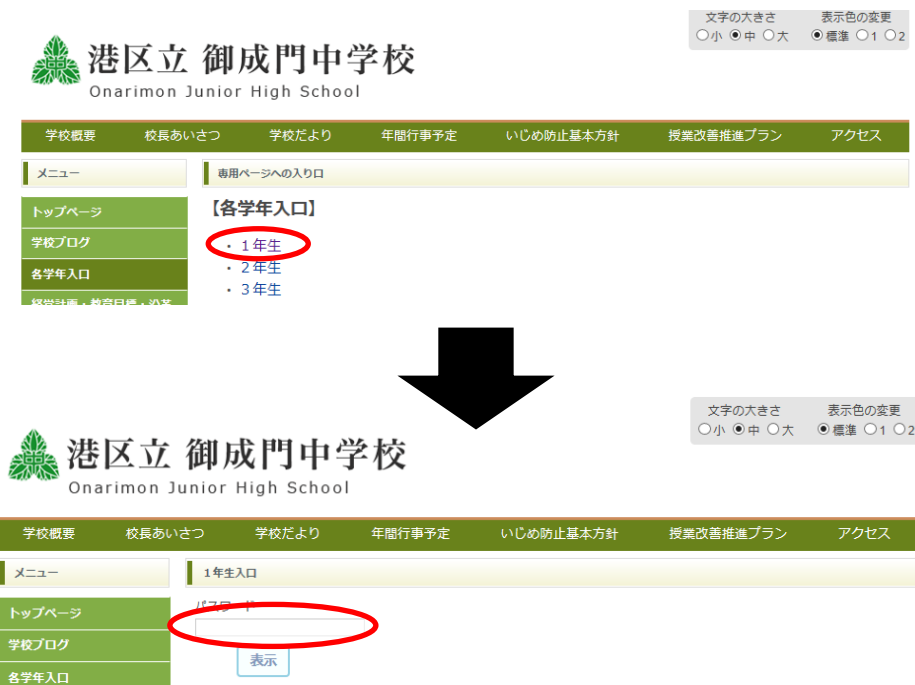 文字の大きさ 表示色の変更
○小 ◉中 ○大 ◉標準 ○1 ○2
港区立 御成門中学校
Onarimon Junior High School
学校概要 校長あいさつ 学校だより 年間行事予定 いじめ防止基本方針 授業改善推進プラン アクセス
メニュー
専用ページへの入り口
トップページ
学校ブログ
各学年入口
経営計画・教育目標・沿革
【各学年入口】
・1年生
・2年生
・3年生
文字の大きさ 表示色の変更
○小 ◉中 ○大 ◉標準 ○1 ○2
港区立 御成門中学校
Onarimon Junior High School
学校概要 校長あいさつ 学校だより 年間行事予定 いじめ防止基本方針 授業改善推進プラン アクセス
メニュー
1年生入口
トップページ
学校ブログ
各学年入口
パスワード
表示